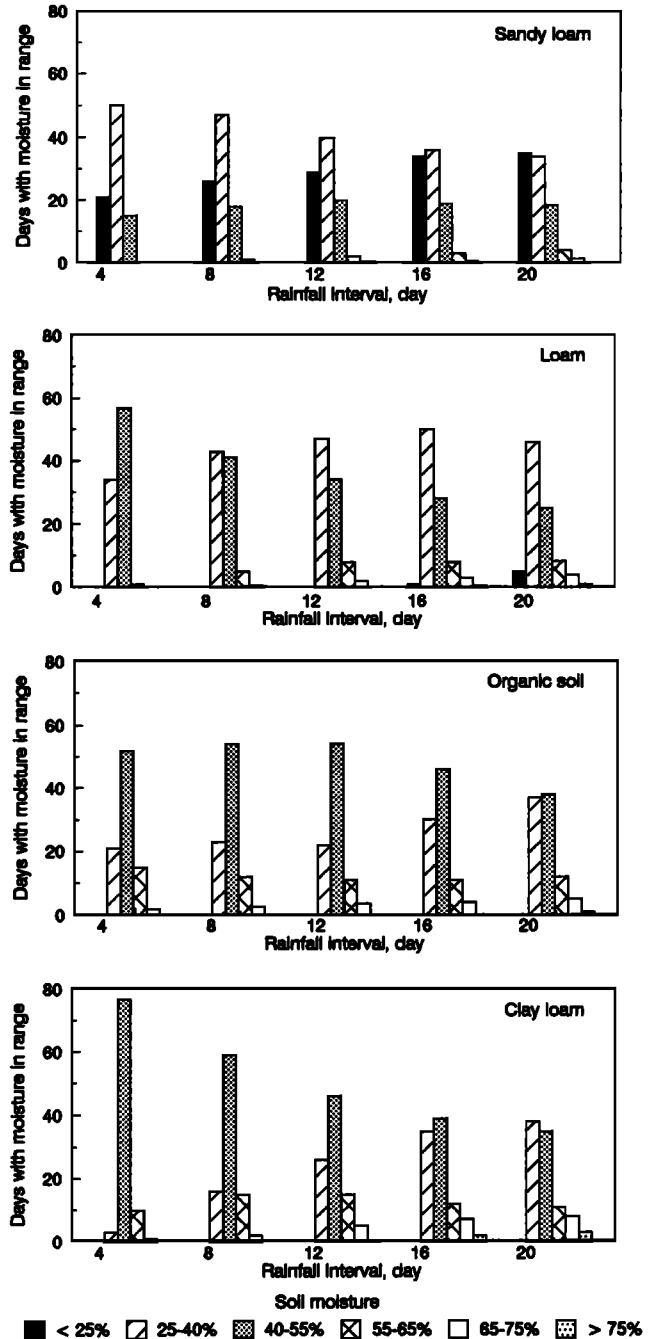 Sandy loam
Days with moisture in range
80
60
40
20
0
4 8 12 16 20
Rainfall interval, day
Loam
Days with moisture in range
80
60
40
20
0
4 8 12 16 20
Rainfall interval, day
Organic soil
Days with moisture in range
80
60
40
20
0
4 8 12 16 20
Rainfall interval, day
Clay loam
Days with moisture in range
80
60
40
20
0
4 8 12 16 20
Rainfall interval, day
Soil moisture
< 25% 25-40% 40-55% 55-65% 65-75% > 75%